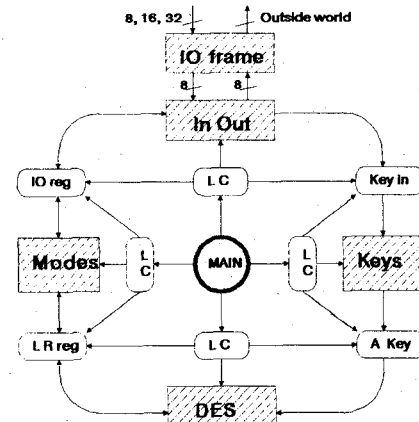 8, 16, 32 Outside world
IO frame
8 8
In Out
IO reg L C Key in
Modes L C MAIN L C Keys
L R reg L C A Key
DES